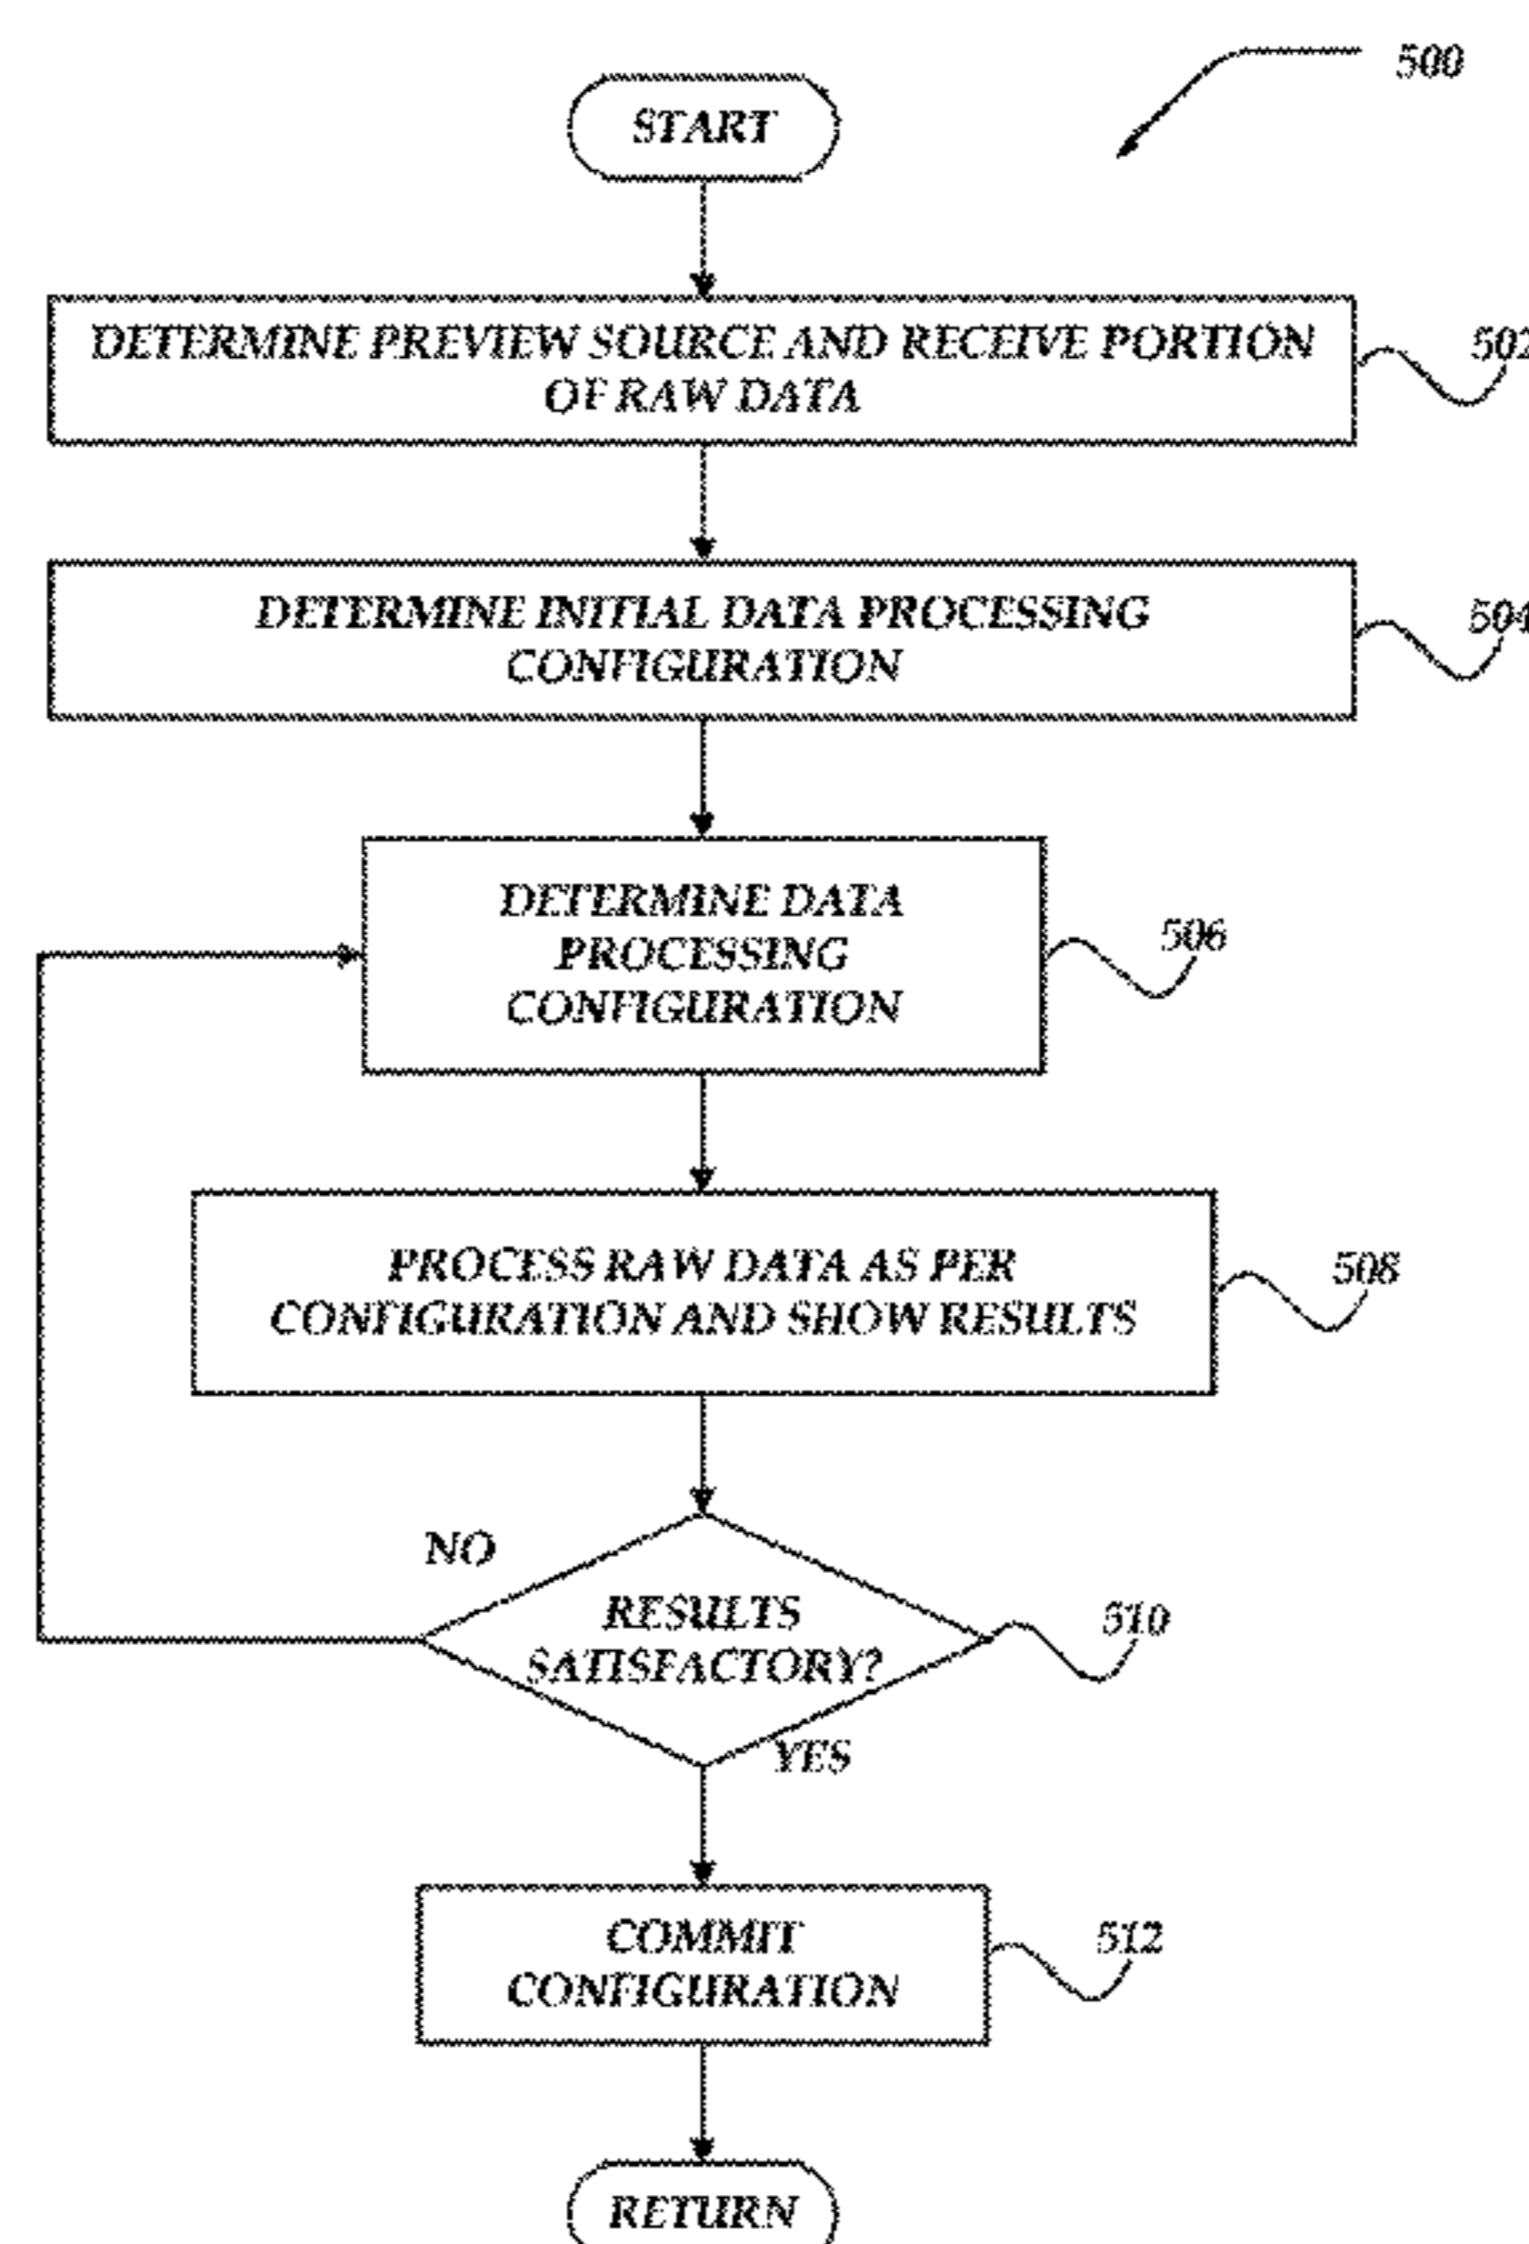 500
START
DETERMINE PREVIEW SOURCE AND RECEIVE PORTION
OF RAW DATA
502
DETERMINE INITIAL DATA PROCESSING
CONFIGURATION
504
DETERMINE DATA
PROCESSING
CONFIGURATION
506
PROCESS RAW DATA AS PER
CONFIGURATION AND SHOW RESULTS
508
NO
RESULTS
SATISFACTORY?
510
YES
COMMIT
CONFIGURATION
512
RETURN